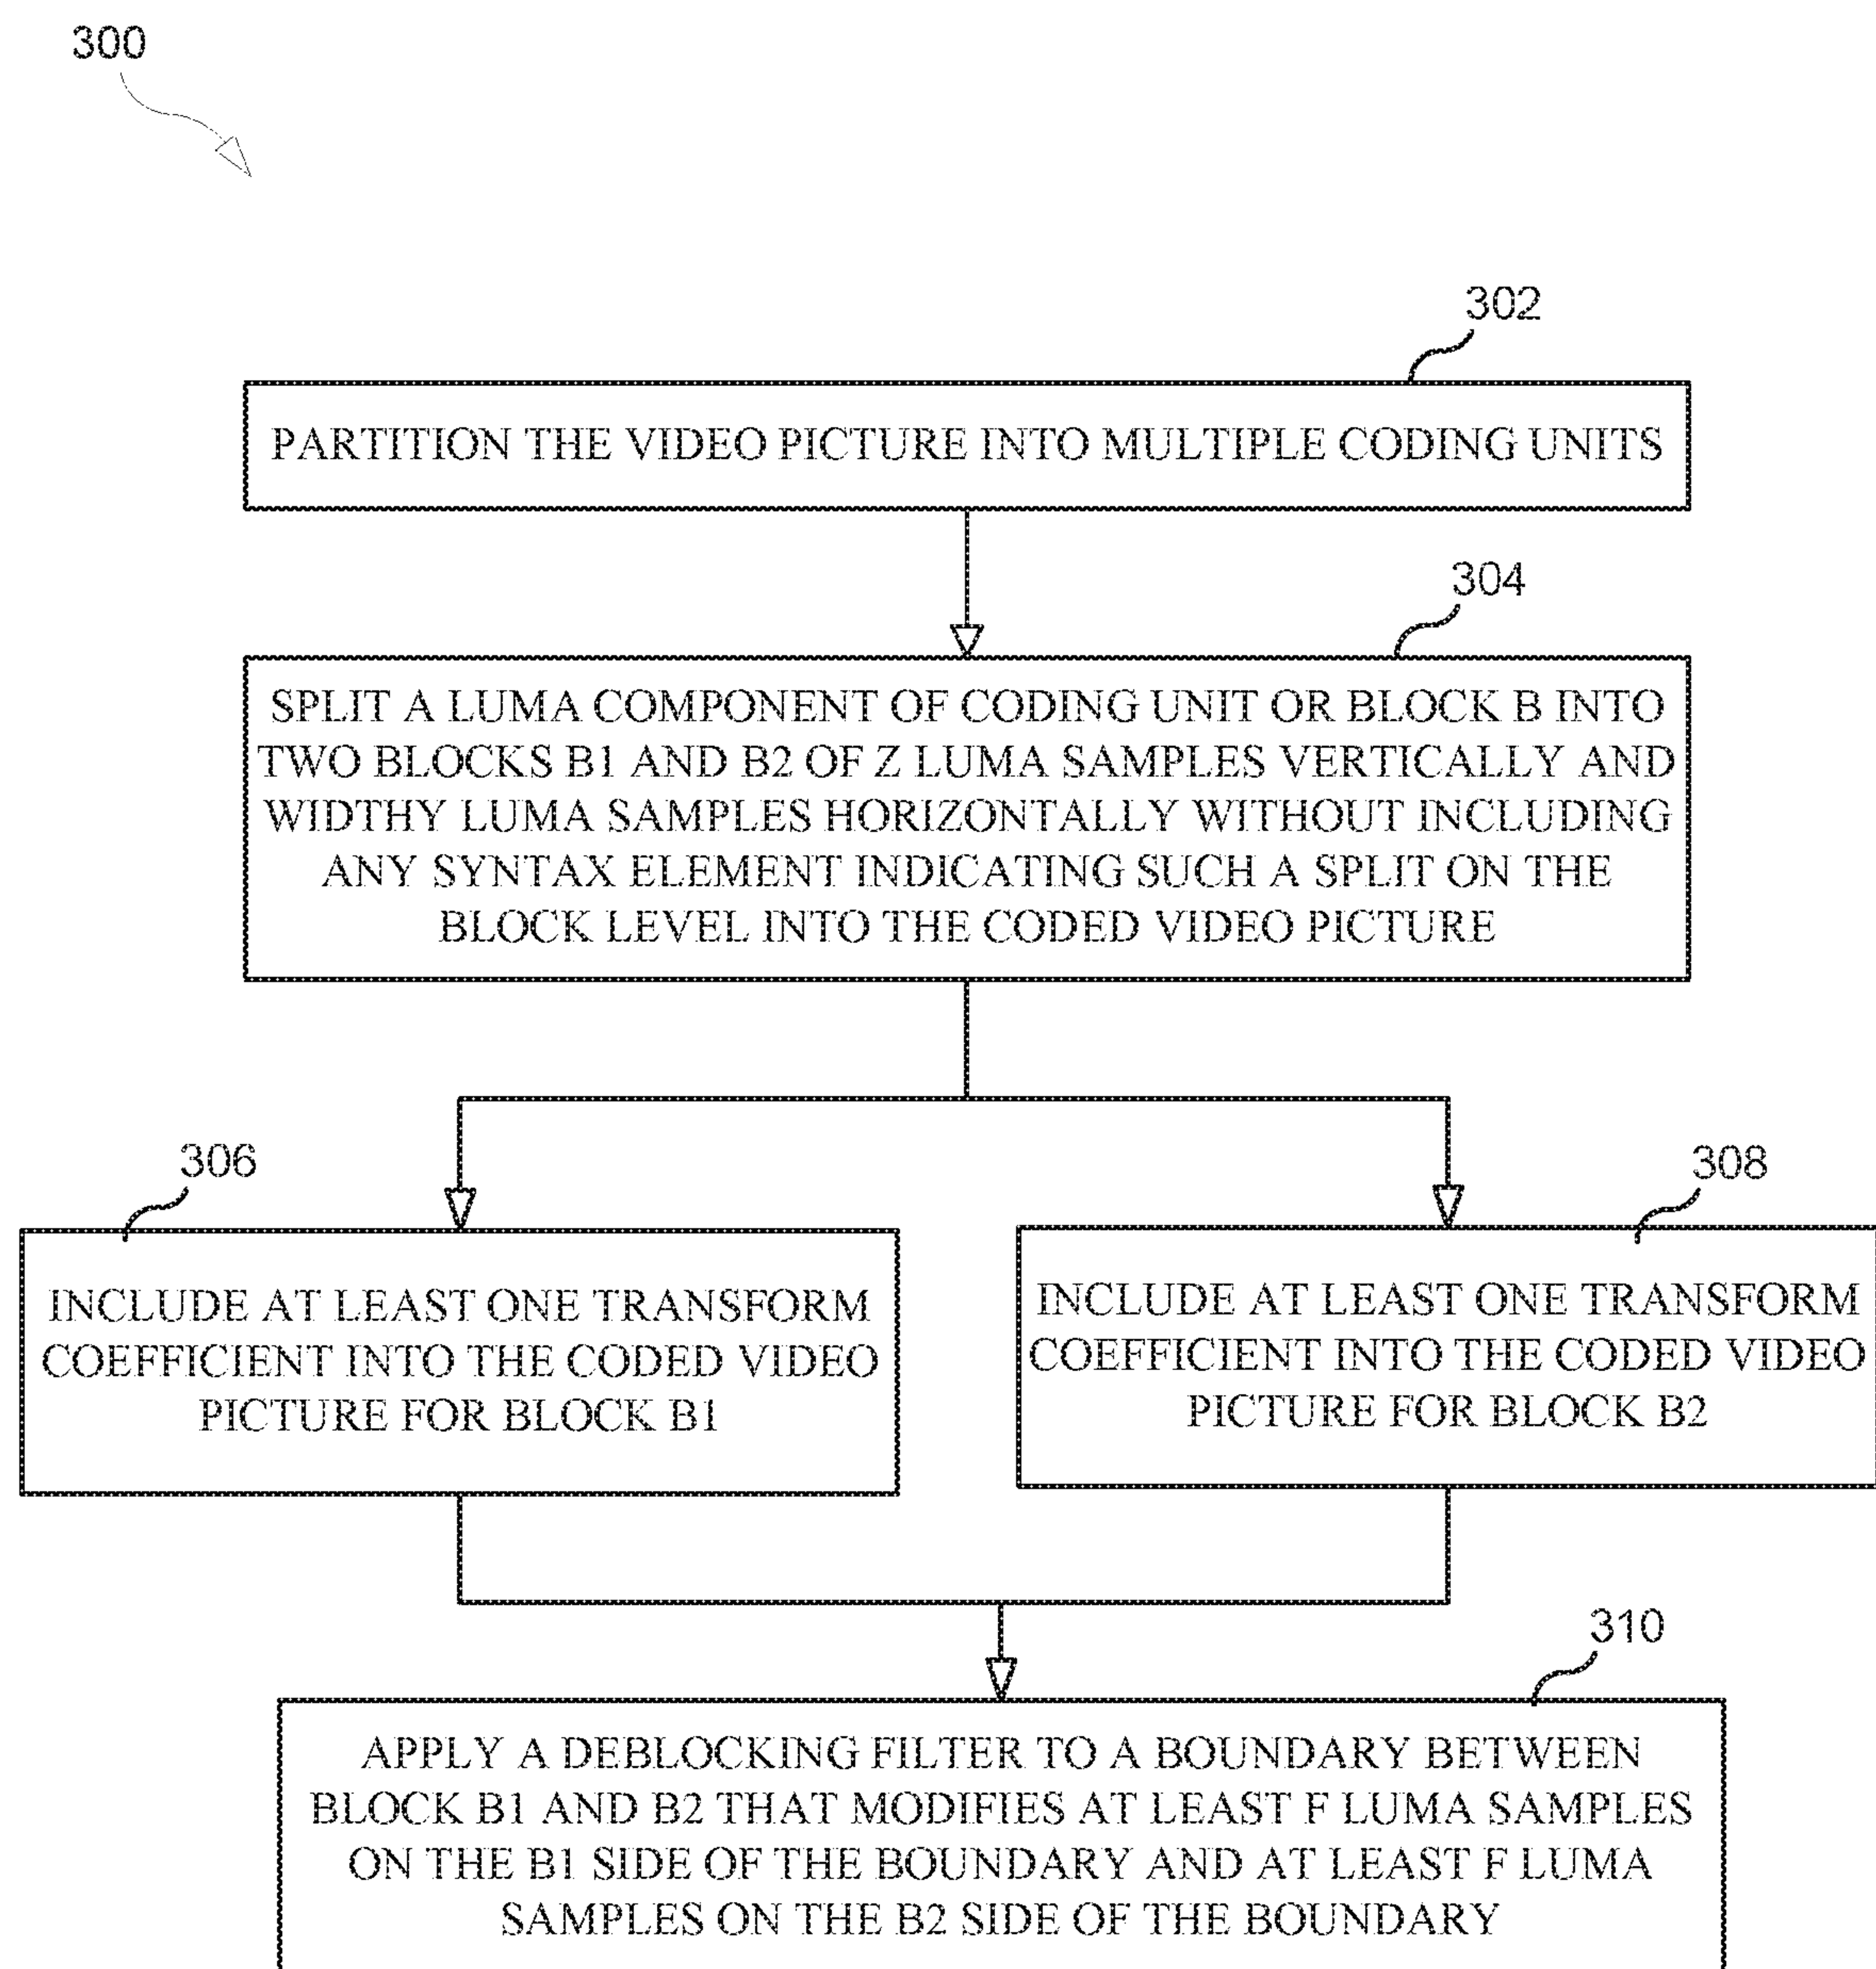 300
302
PARTITION THE VIDEO PICTURE INTO MULTIPLE CODING UNITS
304
SPLIT A LUMA COMPONENT OF CODING UNIT OR BLOCK B INTO
TWO BLOCKS B1 AND B2 OF Z LUMA SAMPLES VERTICALLY AND
WIDTHY LUMA SAMPLES HORIZONTALLY WITHOUT INCLUDING
ANY SYNTAX ELEMENT INDICATING SUCH A SPLIT ON THE
BLOCK LEVEL INTO THE CODED VIDEO PICTURE
306
INCLUDE AT LEAST ONE TRANSFORM
COEFFICIENT INTO THE CODED VIDEO
PICTURE FOR BLOCK B1
308
INCLUDE AT LEAST ONE TRANSFORM
COEFFICIENT INTO THE CODED VIDEO
PICTURE FOR BLOCK B2
310
APPLY A DEBLOCKING FILTER TO A BOUNDARY BETWEEN
BLOCK B1 AND B2 THAT MODIFIES AT LEAST F LUMA SAMPLES
ON THE B1 SIDE OF THE BOUNDARY AND AT LEAST F LUMA
SAMPLES ON THE B2 SIDE OF THE BOUNDARY